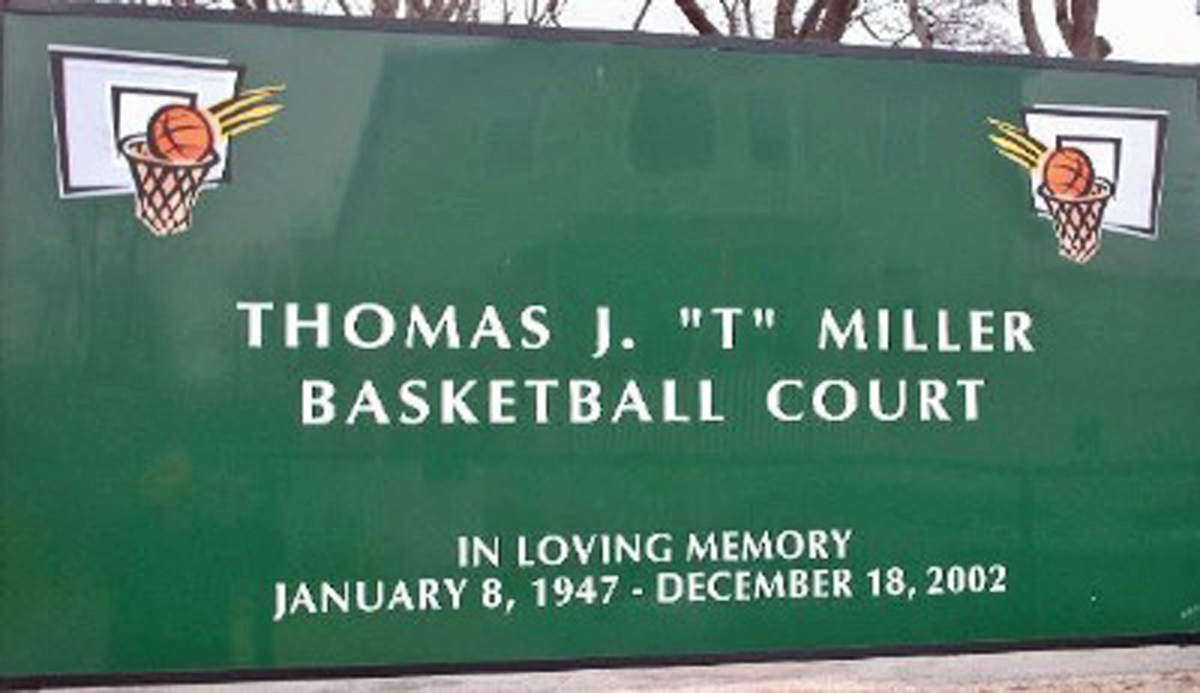 THOMAS J. "T" MILLER
BASKETBALL COURT
IN LOVING MEMORY
JANUARY 8, 1947 - DECEMBER 18, 2002